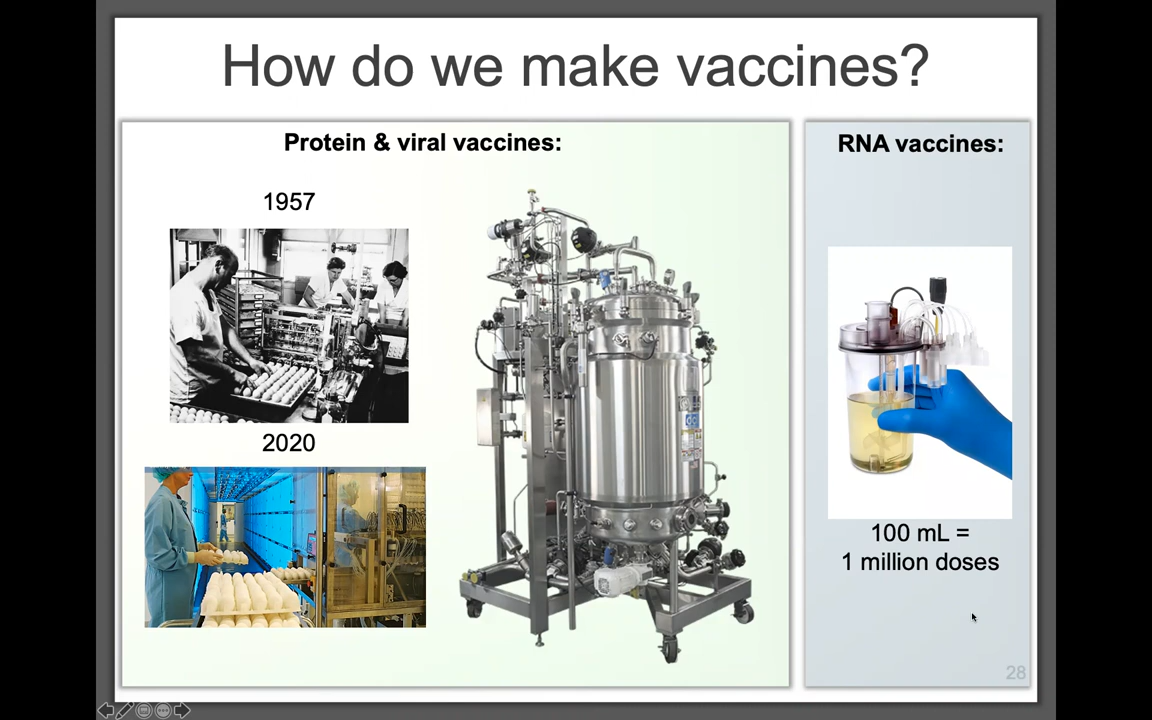 How do we make vaccines?
Protein & viral vaccines:
1957
2020
RNA vaccines:
100 mL =
1 million doses
28